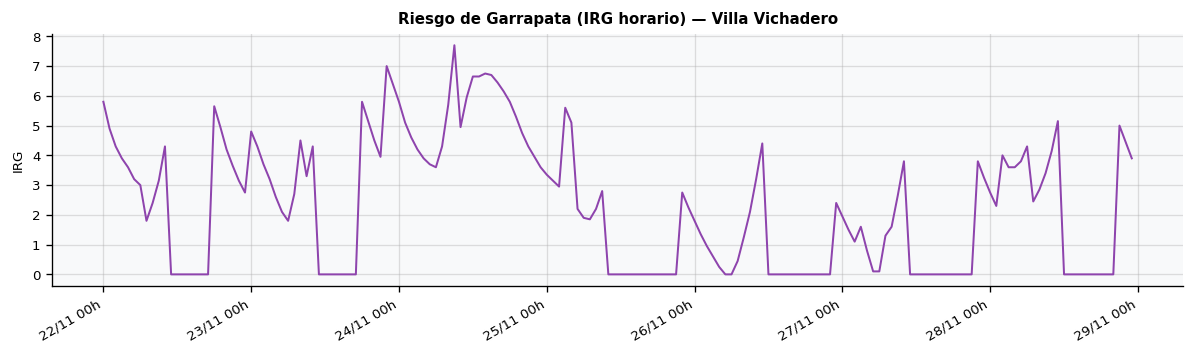 Riesgo de Garrapata (IRG horario) — Villa Vichadero
IRG
8
7
6
5
4
3
2
1
0
22/11 00h
23/11 00h
24/11 00h
25/11 00h
26/11 00h
27/11 00h
28/11 00h
29/11 00h